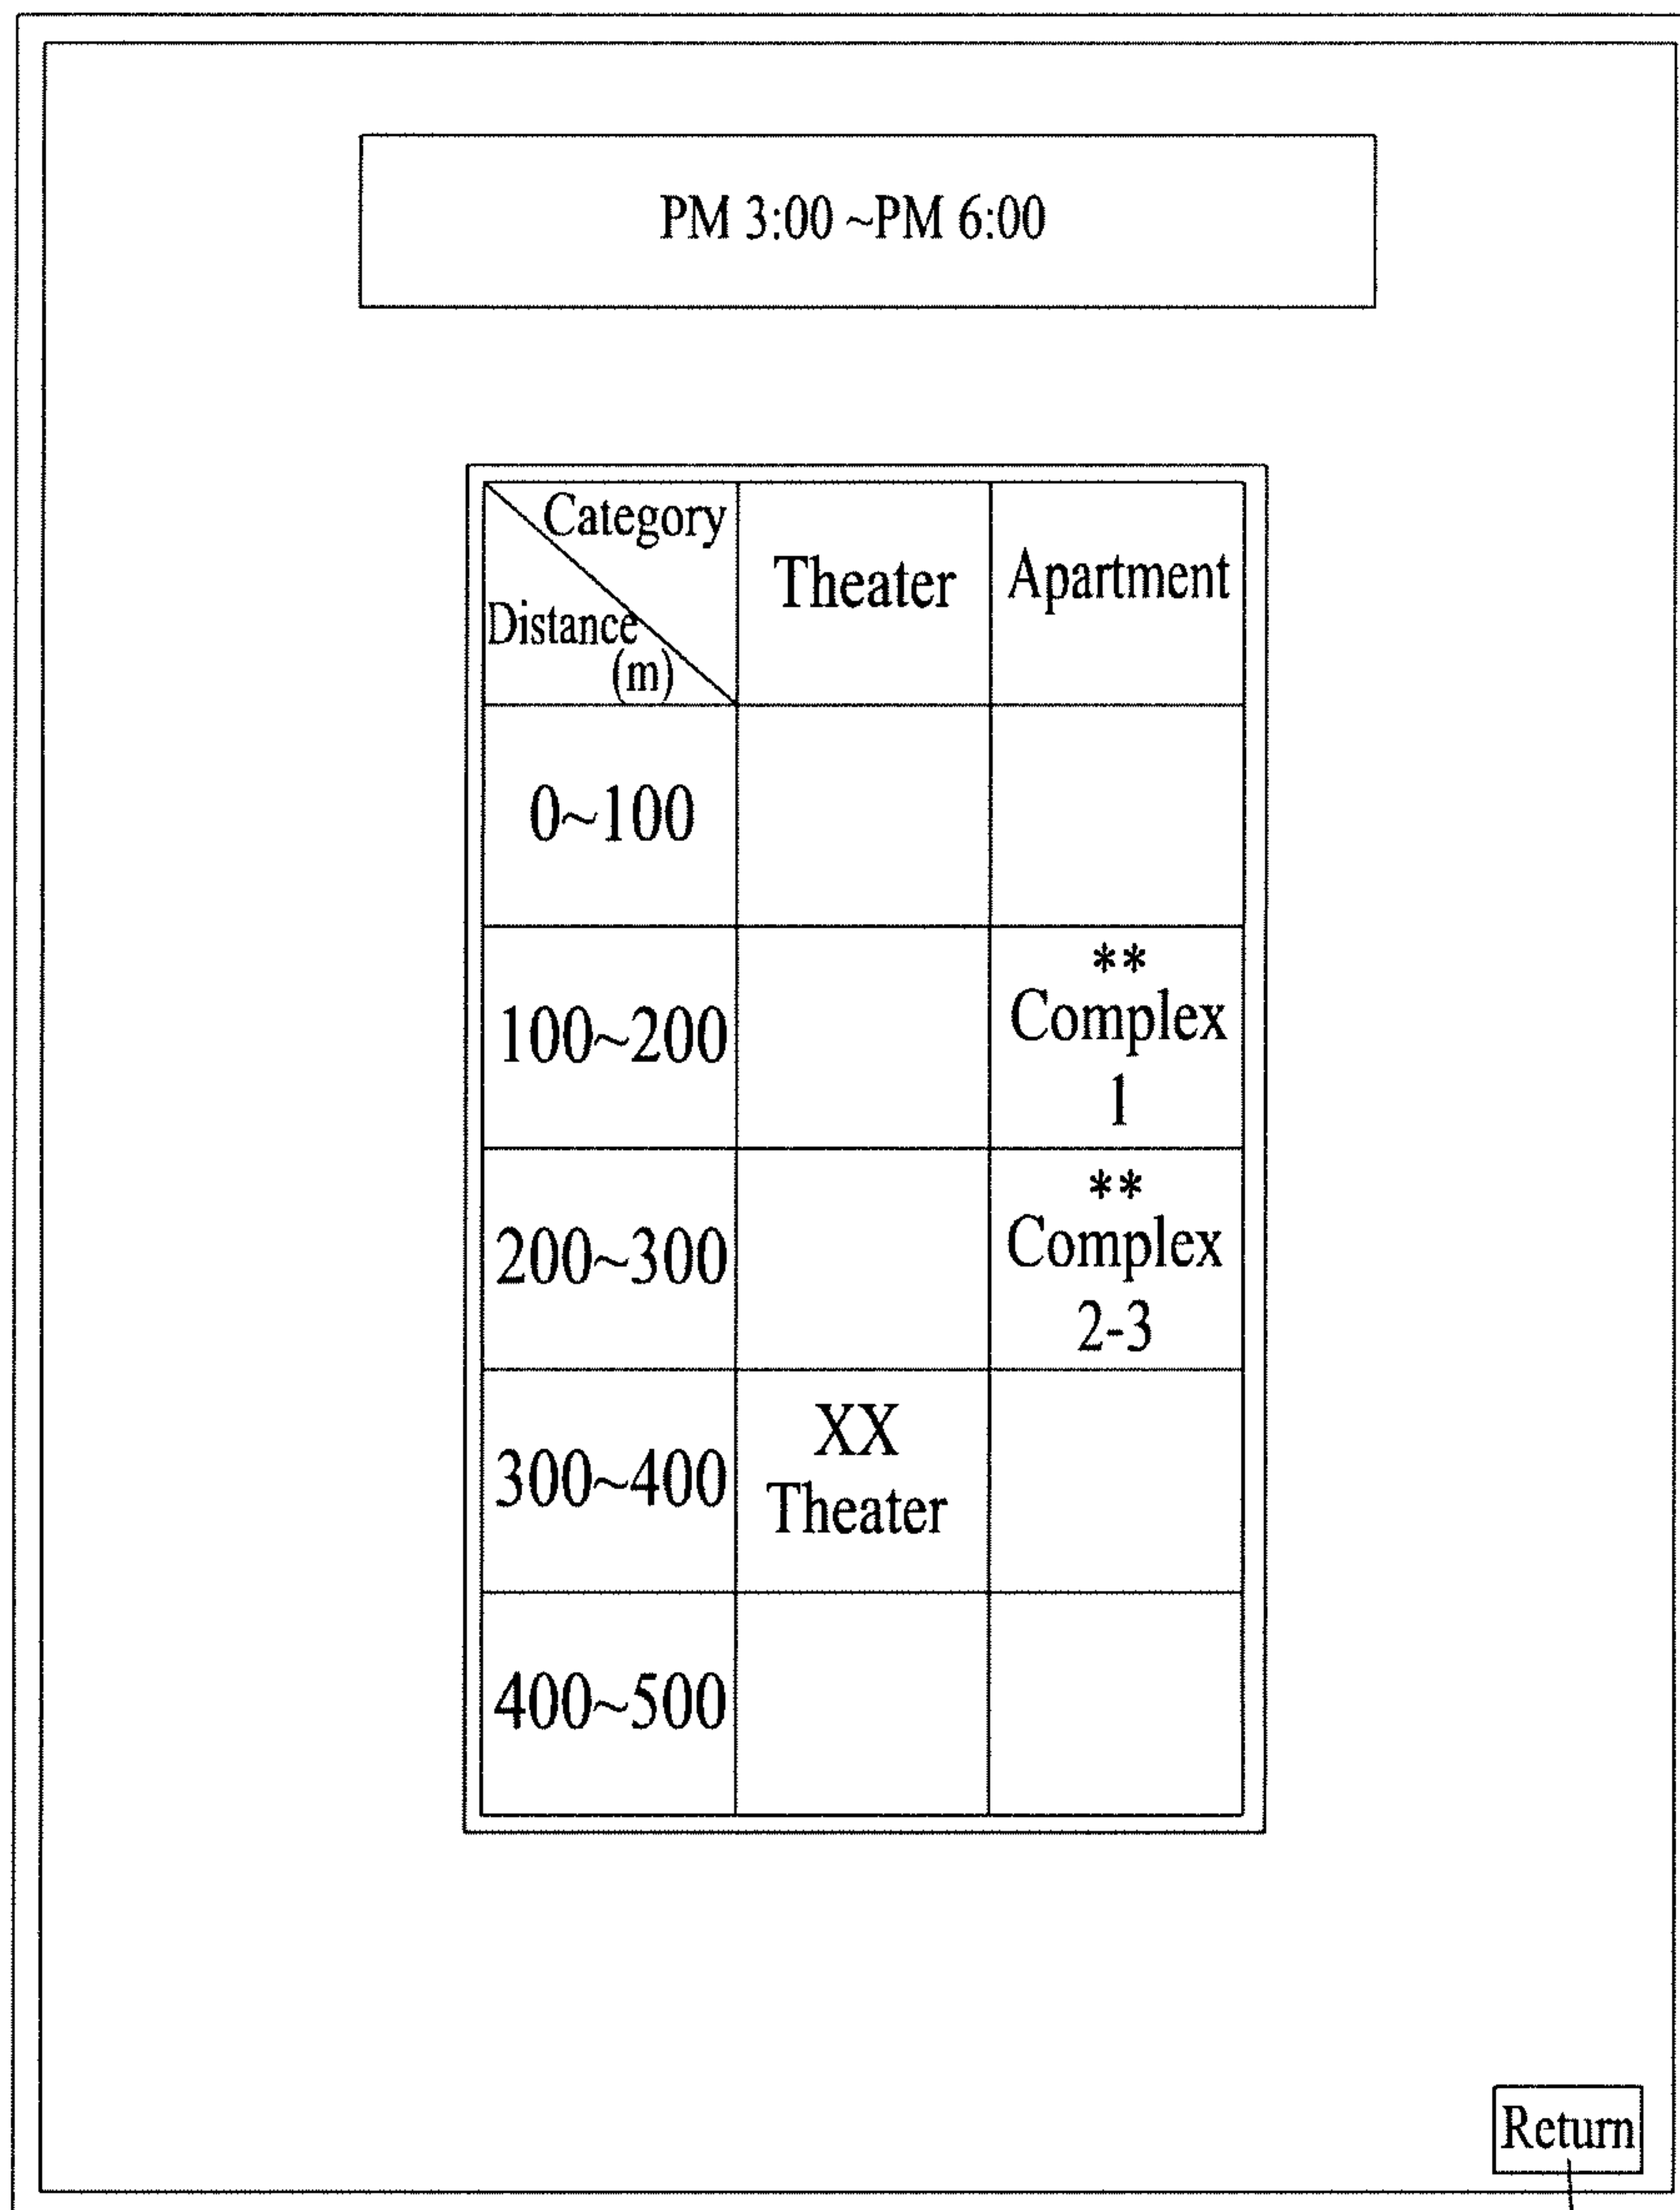 PM 3:00 ~PM 6:00
Category
Distance
(m)
Theater
Apartment
0~100
100~200
**
Complex
1
200~300
**
Complex
2-3
300~400
XX
Theater
400~500
Return